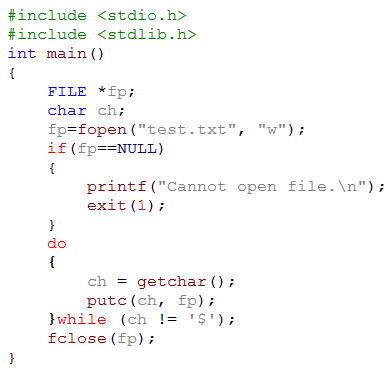 #include <stdio.h>
#include <stdlib.h>
int main()
{
    FILE *fp;
    char ch;
    fp=fopen("test.txt", "w");
    if(fp==NULL)
    {
        printf("Cannot open file.\n");
        exit(1);
    }
    do
    {
        ch = getchar();
        putc(ch, fp);
    }while (ch != '$');
    fclose(fp);
}